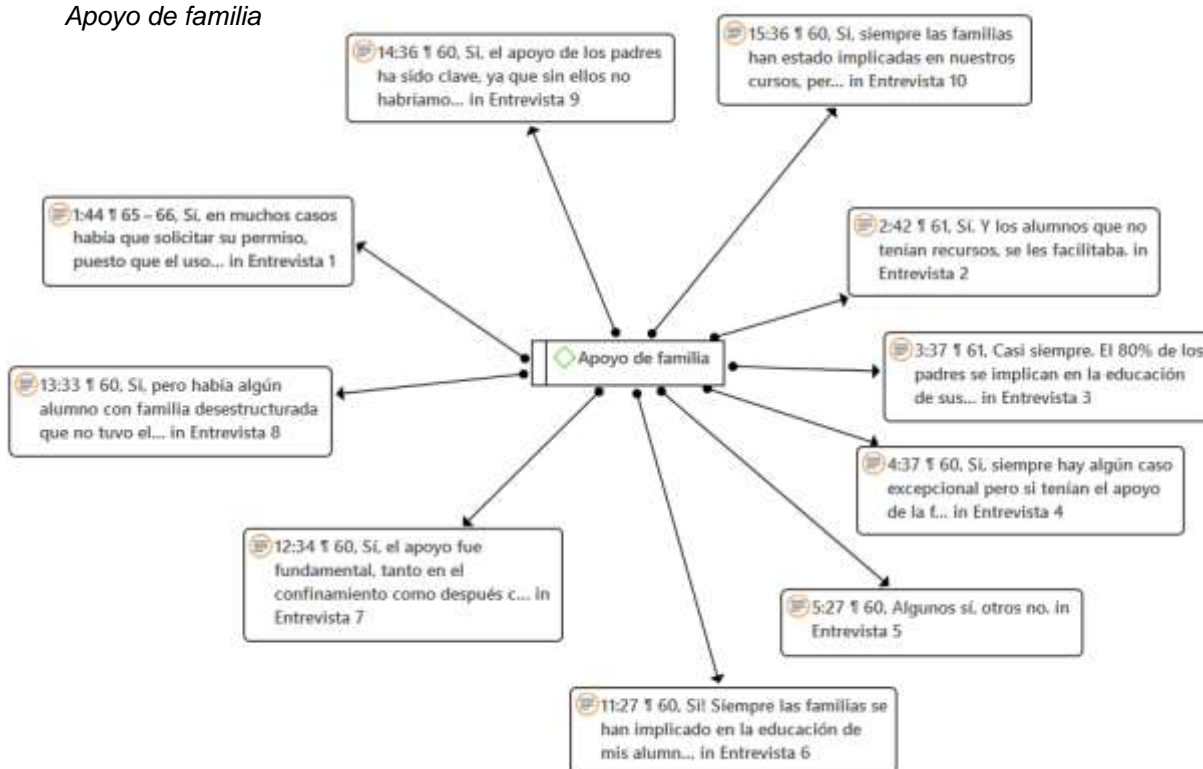 Apoyo de familia
14:36 ¶ 60, Sí, el apoyo de los padres
ha sido clave, ya que sin ellos no
habríamo... in Entrevista 9
15:36 ¶ 60, Sí, siempre las familias
han estado implicadas en nuestros
cursos, per... in Entrevista 10
1:44 ¶ 65 – 66, Sí, en muchos casos
había que solicitar su permiso,
puesto que el uso... in Entrevista 1
2:42 ¶ 61, Sí. Y los alumnos que no
tenían recursos, se les facilitaba. in
Entrevista 2
Apoyo de familia
3:37 ¶ 61, Casi siempre. El 80% de los
padres se implican en la educación
de sus... in Entrevista 3
13:33 ¶ 60, Sí, pero había algún
alumno con familia desestructurada
que no tuvo el... in Entrevista 8
4:37 ¶ 60, Sí, siempre hay algún caso
excepcional pero si tenían el apoyo
de la f... in Entrevista 4
12:34 ¶ 60, Sí, el apoyo fue
fundamental, tanto en el
confinamiento como después c... in
Entrevista 7
5:27 ¶ 60, Algunos sí, otros no. in
Entrevista 5
11:27 ¶ 60, Si! Siempre las familias se
han implicado en la educación de
mis alumn... in Entrevista 6